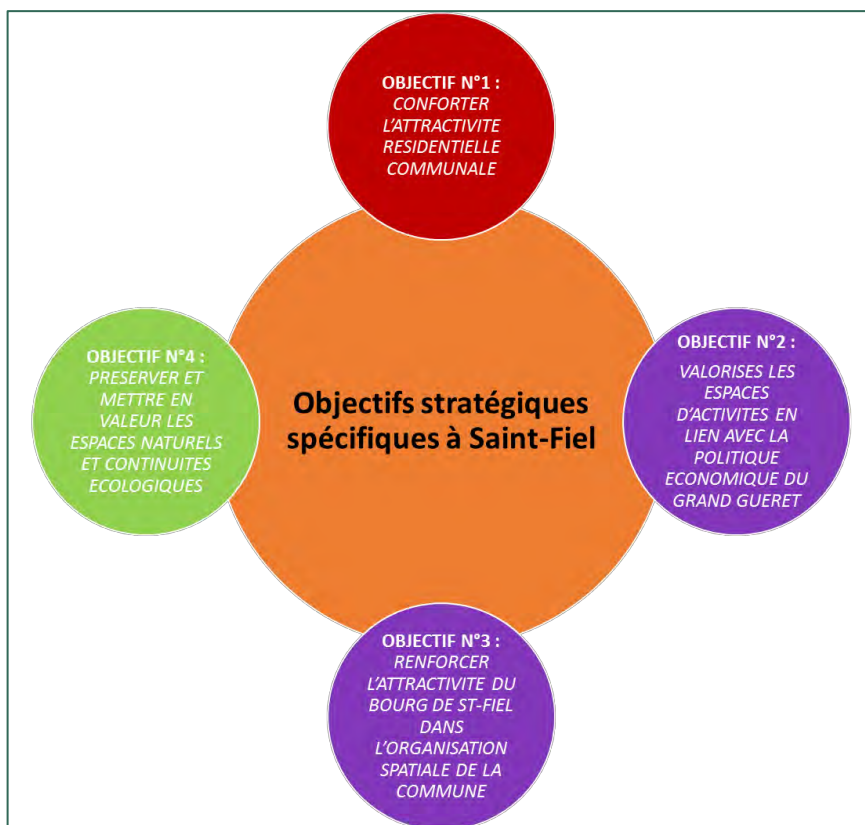 OBJECTIF N°1 :
CONFORTER
L'ATTRACTIVITE
RESIDENTIELLE
COMMUNALE
Objectifs stratégiques
spécifiques à Saint-Fiel
OBJECTIF N°2 :
VALORISES LES
ESPACES
D'ACTIVITES EN
LIEN AVEC LA
POLITIQUE
ECONOMIQUE DU
GRAND GUERET
OBJECTIF N°3 :
RENFORCER
L'ATTRACTIVITE DU
BOURG DE ST-FIEL
DANS
L'ORGANISATION
SPATIALE DE LA
COMMUNE
OBJECTIF N°4 :
PRESERVER ET
METTRE EN
VALEUR LES
ESPACES NATURELS
ET CONTINUITES
ECOLOGIQUES